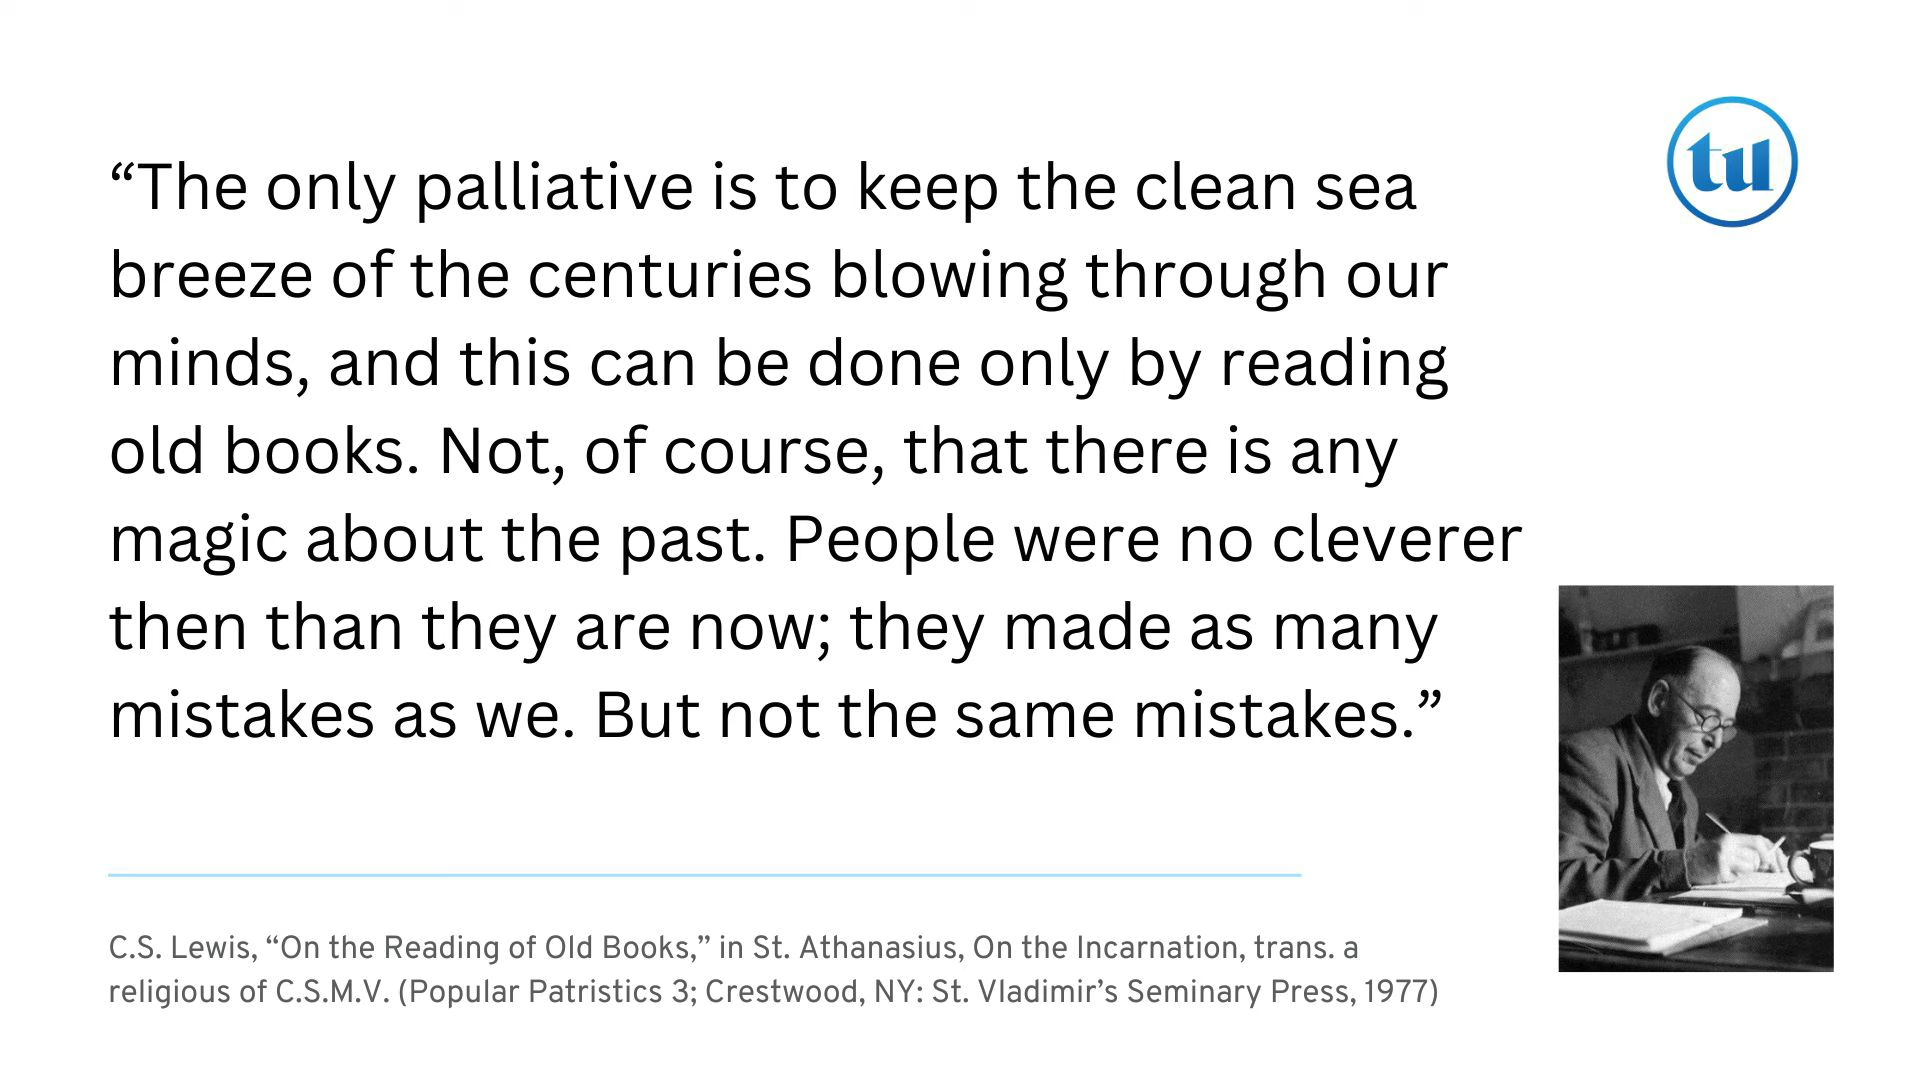 “The only palliative is to keep the clean sea
breeze of the centuries blowing through our
minds, and this can be done only by reading
old books. Not, of course, that there is any
magic about the past. People were no cleverer
then than they are now; they made as many
mistakes as we. But not the same mistakes.”
tu
C.S. Lewis, “On the Reading of Old Books,” in St. Athanasius, On the Incarnation, trans. a
religious of C.S.M.V. (Popular Patristics 3; Crestwood, NY: St. Vladimir’s Seminary Press, 1977)